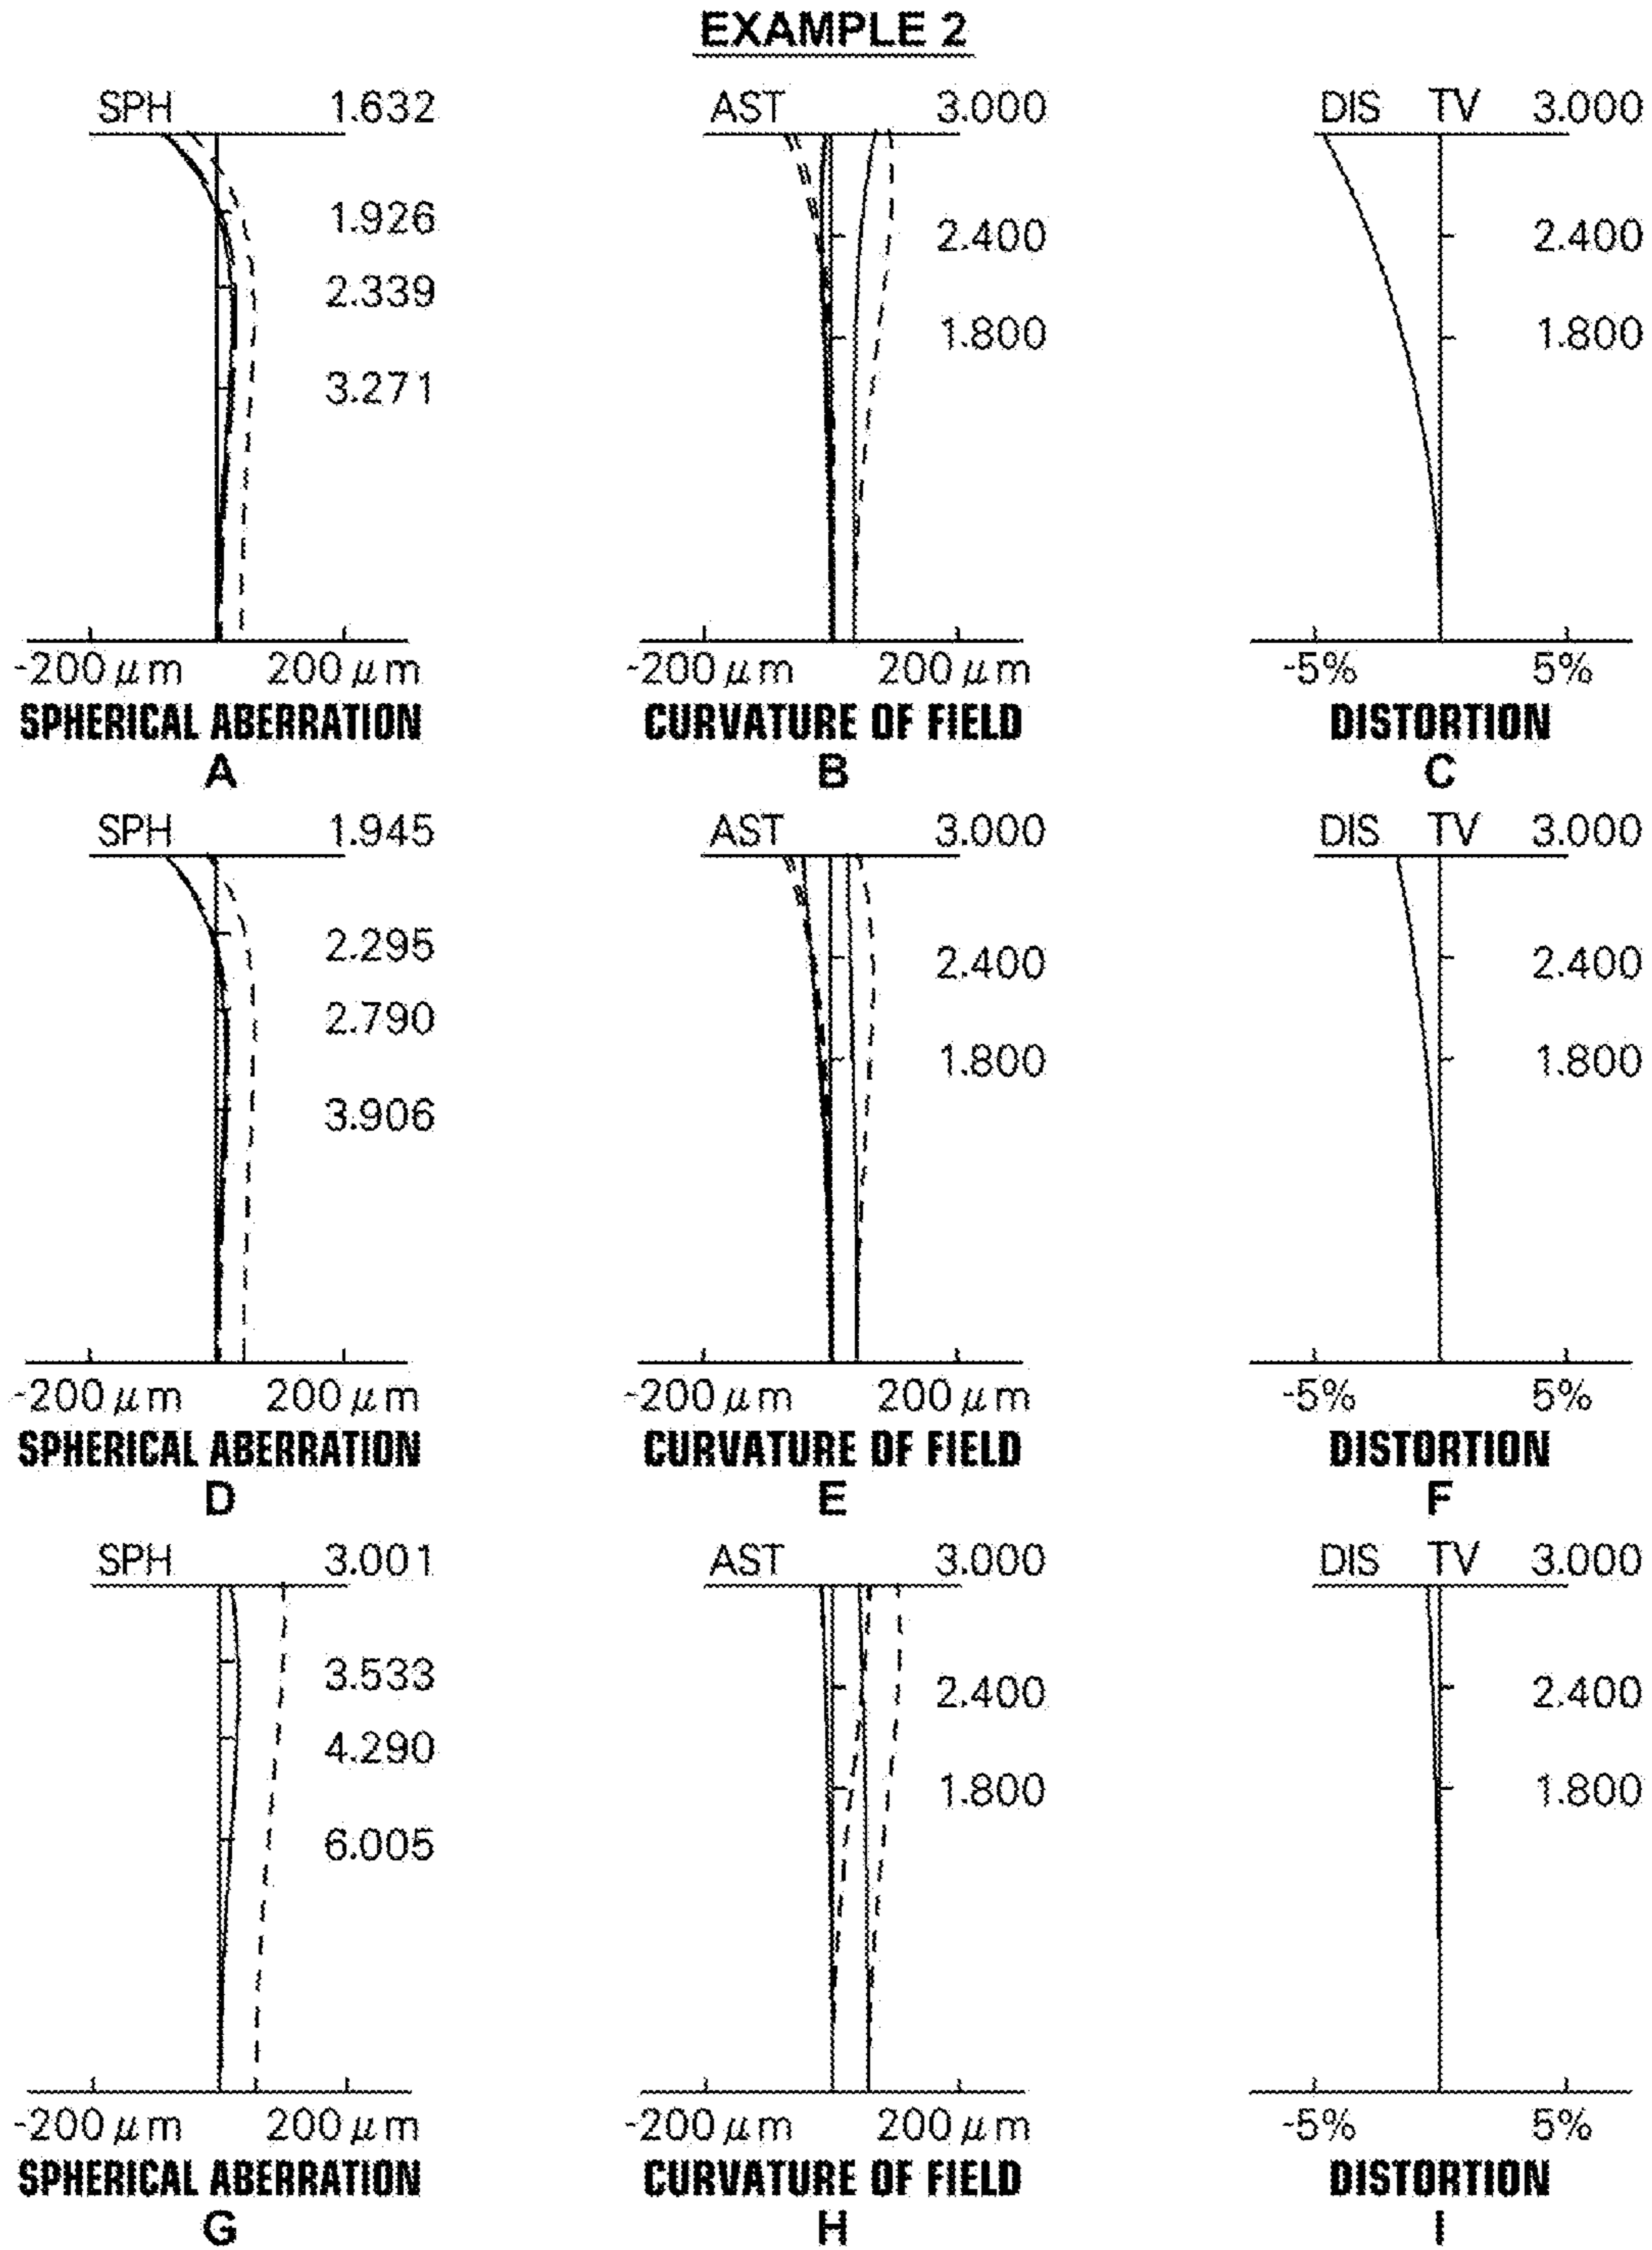 EXAMPLE 2
SPH 1.632
1.926
2.339
3.271
-200 μm 200 μm
SPHERICAL ABERRATION
A
AST 3.000
2.400
1.800
-200 μm 200 μm
CURVATURE OF FIELD
B
DIS TV 3.000
2.400
1.800
-5% 5%
DISTORTION
C
SPH 1.945
2.295
2.790
3.906
-200 μm 200 μm
SPHERICAL ABERRATION
D
AST 3.000
2.400
1.800
-200 μm 200 μm
CURVATURE OF FIELD
E
DIS TV 3.000
2.400
1.800
-5% 5%
DISTORTION
F
SPH 3.001
3.533
4.290
6.005
-200 μm 200 μm
SPHERICAL ABERRATION
G
AST 3.000
2.400
1.800
-200 μm 200 μm
CURVATURE OF FIELD
H
DIS TV 3.000
2.400
1.800
-5% 5%
DISTORTION
I